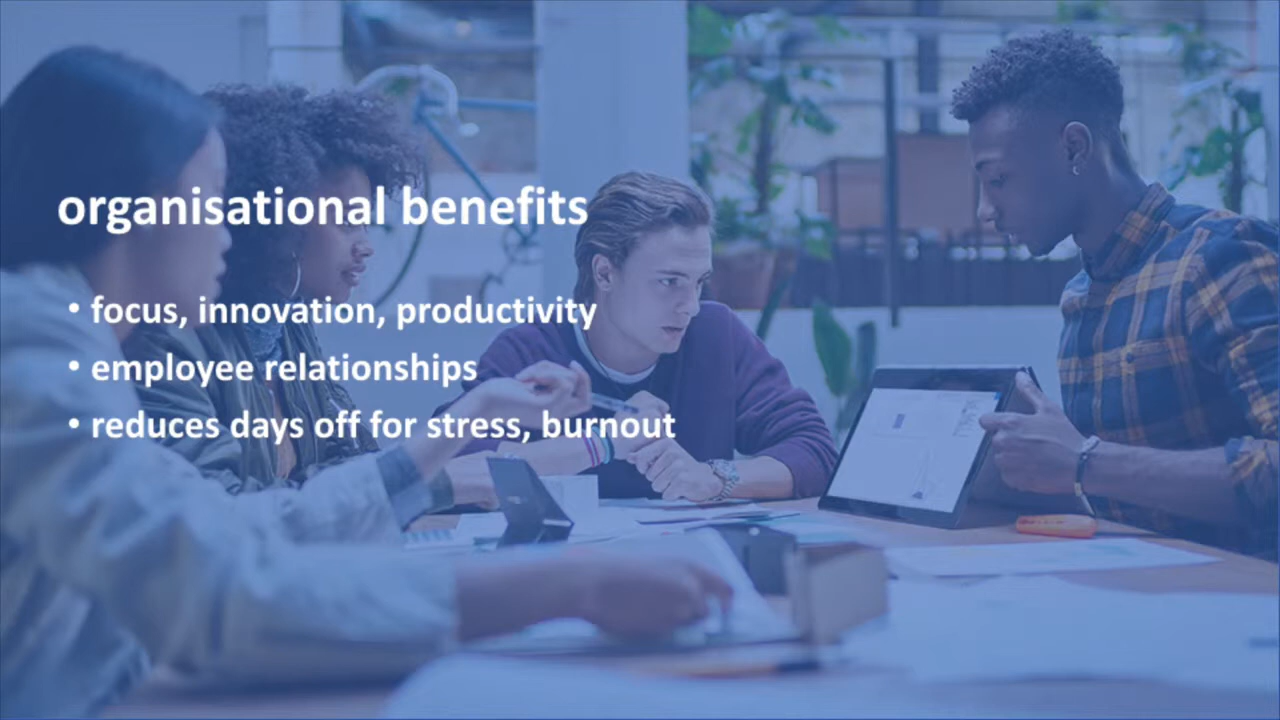 organisational benefits
• focus, innovation, productivity
• employee relationships
• reduces days off for stress, burnout